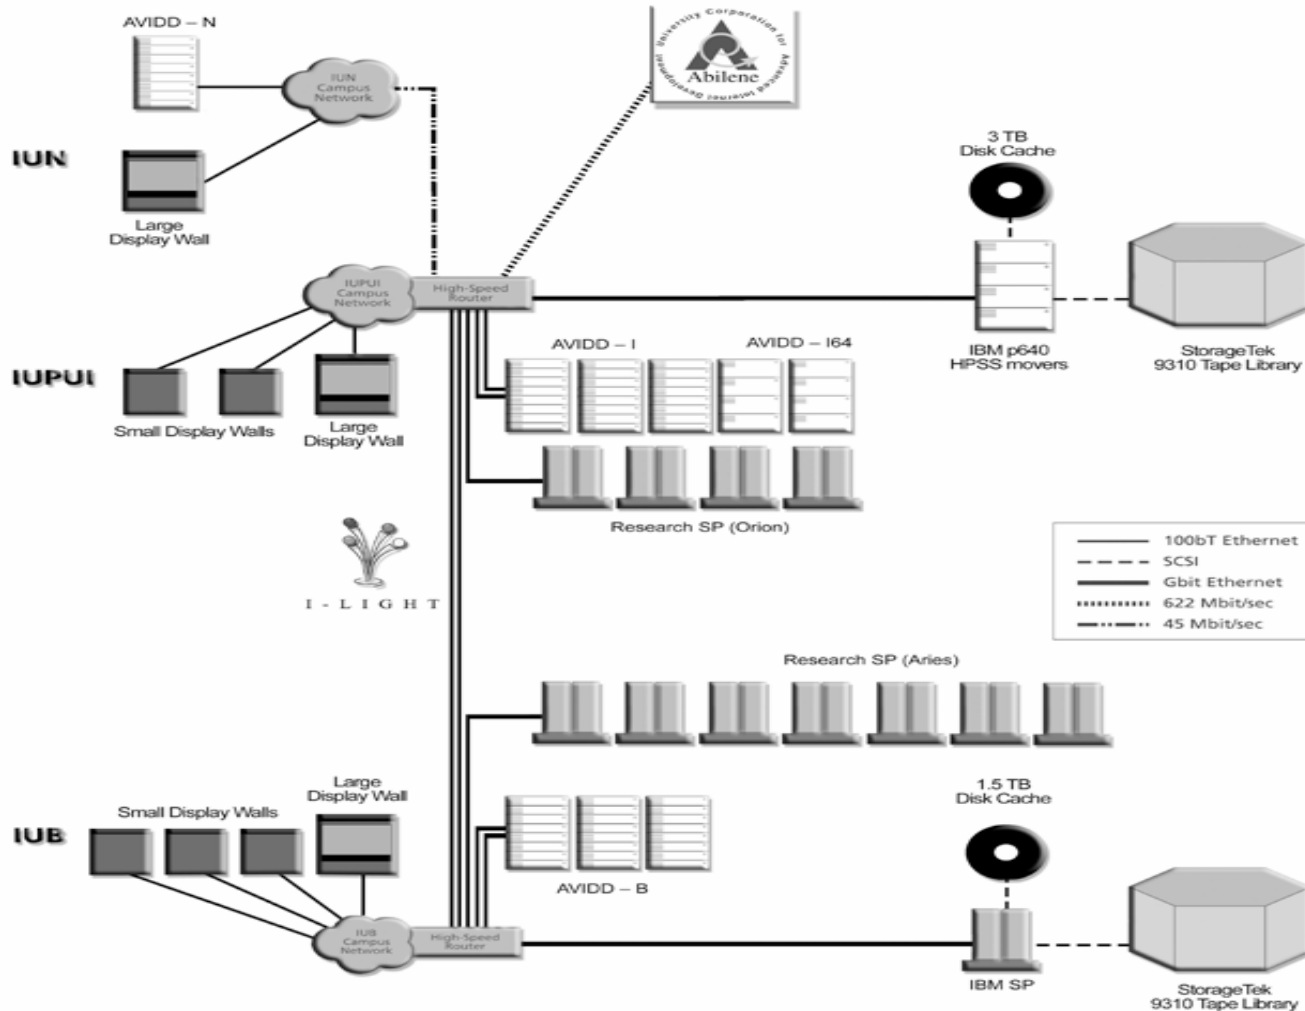 AVIDD – N
IUN
Campus
Network
University Corporation for Advanced Internet Development
Abilene
IUN
Large
Display Wall
3 TB
Disk Cache
IUPUI
Campus
Network
High-Speed
Router
AVIDD – I
AVIDD – I64
IBM p640
HPSS movers
StorageTek
9310 Tape Library
IUPUI
Small Display Walls
Large
Display Wall
Research SP (Orion)
I - L I G H T
100bT Ethernet
SCSI
Gbit Ethernet
622 Mbit/sec
45 Mbit/sec
Research SP (Aries)
Large
Display Wall
Small Display Walls
1.5 TB
Disk Cache
IUB
AVIDD – B
IUB
Campus
Network
High-Speed
Router
IBM SP
StorageTek
9310 Tape Library